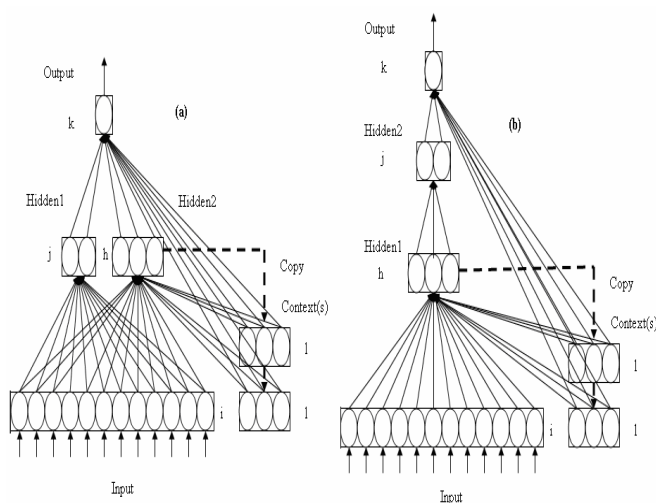 Output
k
(a)
Hidden1
Hidden2
j
h
Copy
Context(s)
l
i
l
Input
Output
k
(b)
Hidden2
j
Hidden1
h
Copy
Context(s)
l
i
l
Input